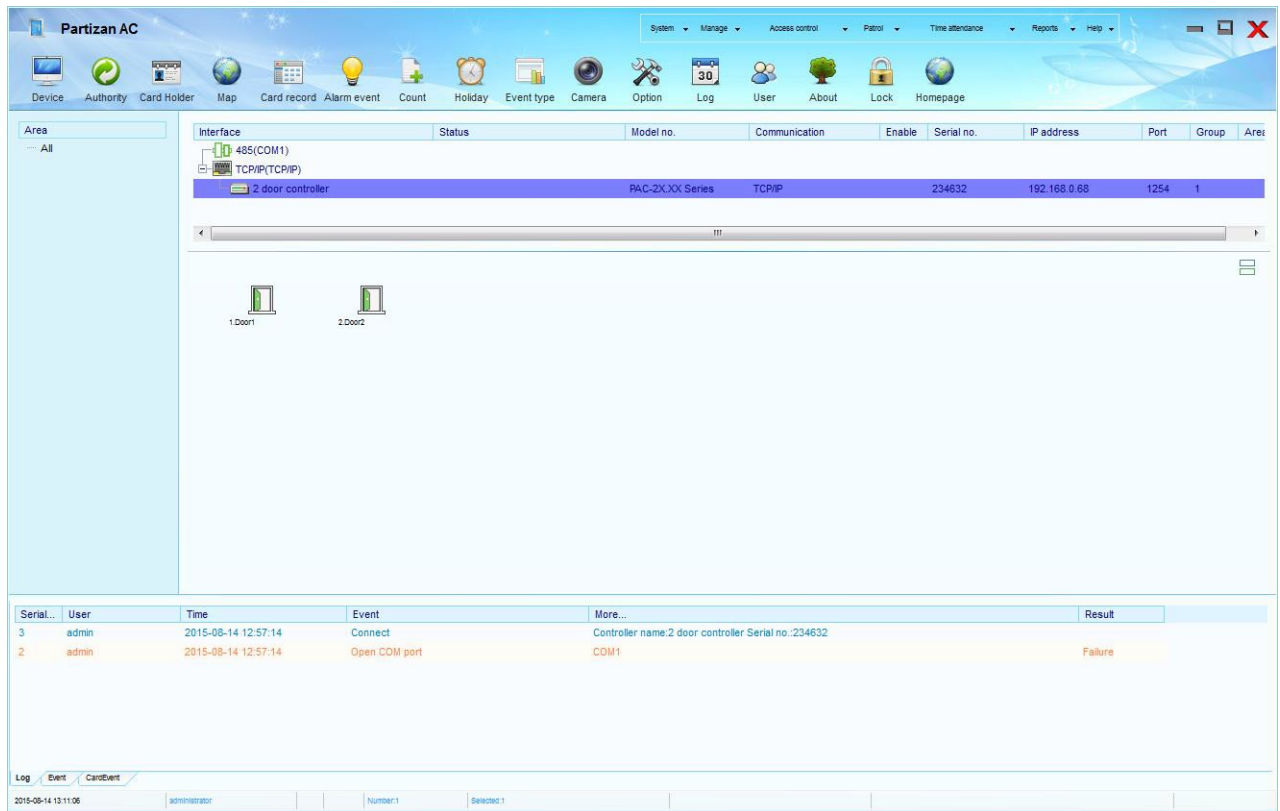 Partizan AC
System Manage Access control Patrol Time attendance Reports Help
Device Authority Card Holder Map Card record Alarm event Count Holiday Event type Camera Option 30 Log User About Lock Homepage
Area
All
Interface Status Model no. Communication Enable Serial no. IP address Port Group Area
485(COM1)
TCP/IP(TCP/IP)
2 door controller PAC-2X.XX Series TCP/IP 234632 192.168.0.68 1254 1
1.Door1 2.Door2
Serial... User Time Event More... Result
3 admin 2015-08-14 12:57:14 Connect Controller name:2 door controller Serial no.:234632
2 admin 2015-08-14 12:57:14 Open COM port COM1 Failure
Log Event CardEvent
2015-08-14 13:11:06 administrator Number:1 Selected:1